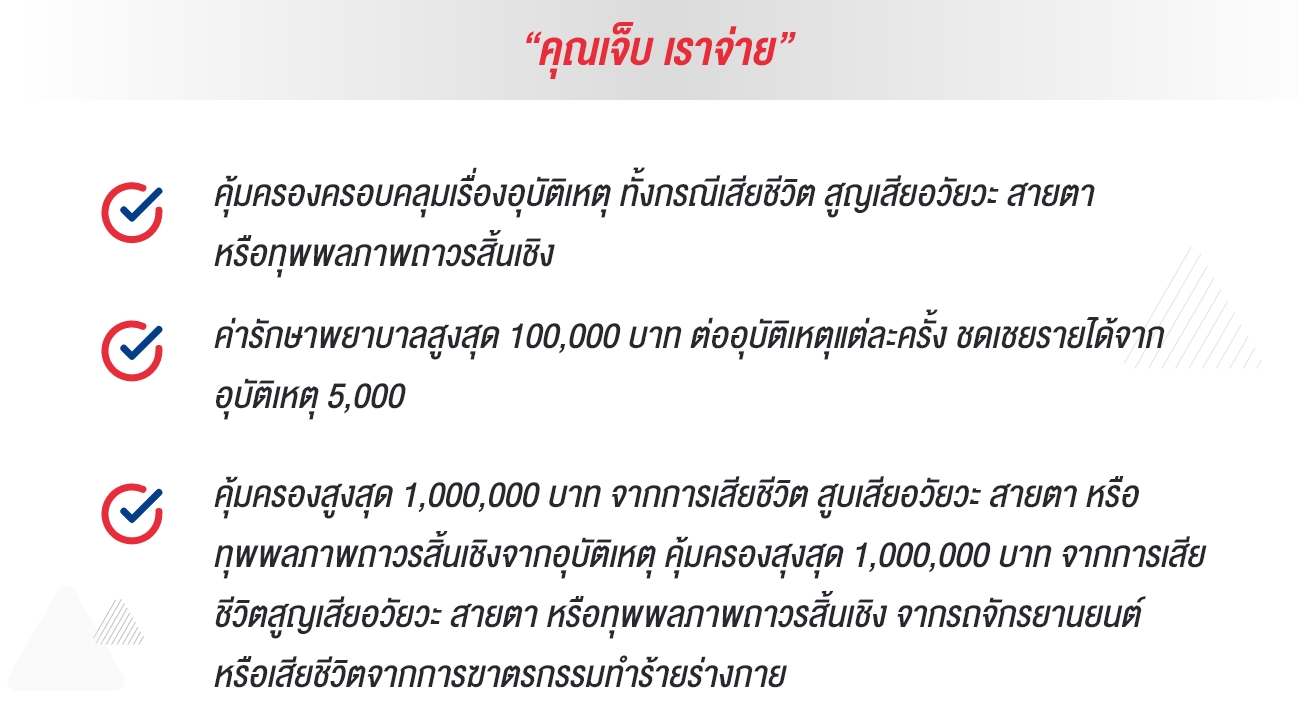 “คุณเจ็บ เราจ่าย”
คุ้มครองครอบคลุมเรื่องอุบัติเหตุ ทั้งกรณีเสียชีวิต สูญเสียอวัยวะ สายตา
หรือทุพพลภาพถาวรสิ้นเชิง
ค่ารักษาพยาบาลสูงสุด 100,000 บาท ต่ออุบัติเหตุแต่ละครั้ง ชดเชยรายได้จาก
อุบัติเหตุ 5,000
คุ้มครองสูงสุด 1,000,000 บาท จากการเสียชีวิต สูบเสียอวัยวะ สายตา หรือ
ทุพพลภาพถาวรสิ้นเชิงจากอุบัติเหตุ คุ้มครองสุงสุด 1,000,000 บาท จากการเสีย
ชีวิตสูญเสียอวัยวะ สายตา หรือทุพพลภาพถาวรสิ้นเชิง จากรถจักรยานยนต์
หรือเสียชีวิตจากการฆาตรกรรมทำร้ายร่างกาย